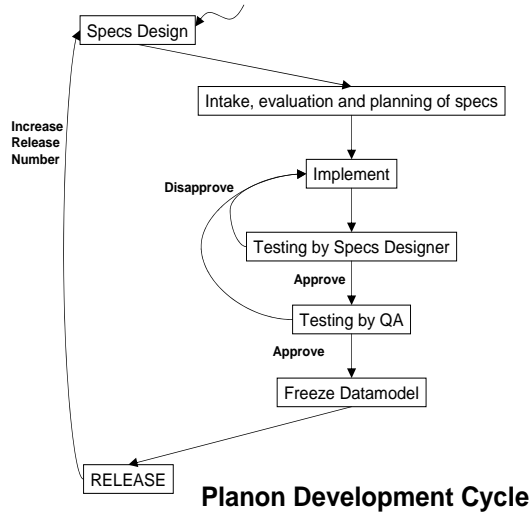 Specs Design
Intake, evaluation and planning of specs
Increase
Release
Number
Implement
Disapprove
Testing by Specs Designer
Approve
Testing by QA
Approve
Freeze Datamodel
RELEASE
Planon Development Cycle